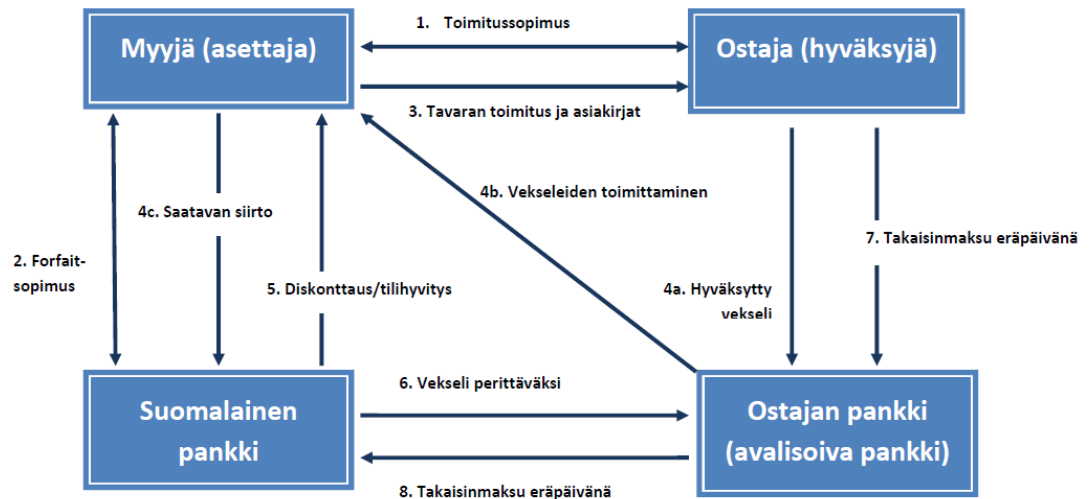 1. Toimitussopimus
Myyjä (asettaja)
Ostaja (hyväksyjä)
3. Tavaran toimitus ja asiakirjat
4b. Vekseleiden toimittaminen
4c. Saatavan siirto
7. Takaisinmaksu eräpäivänä
2. Forfait-
sopimus
5. Diskonttaus/tilihyvitys
4a. Hyväksytty
vekseli
6. Vekseli perittäväksi
Suomalainen
pankki
Ostajan pankki
(avalisoiva pankki)
8. Takaisinmaksu eräpäivänä